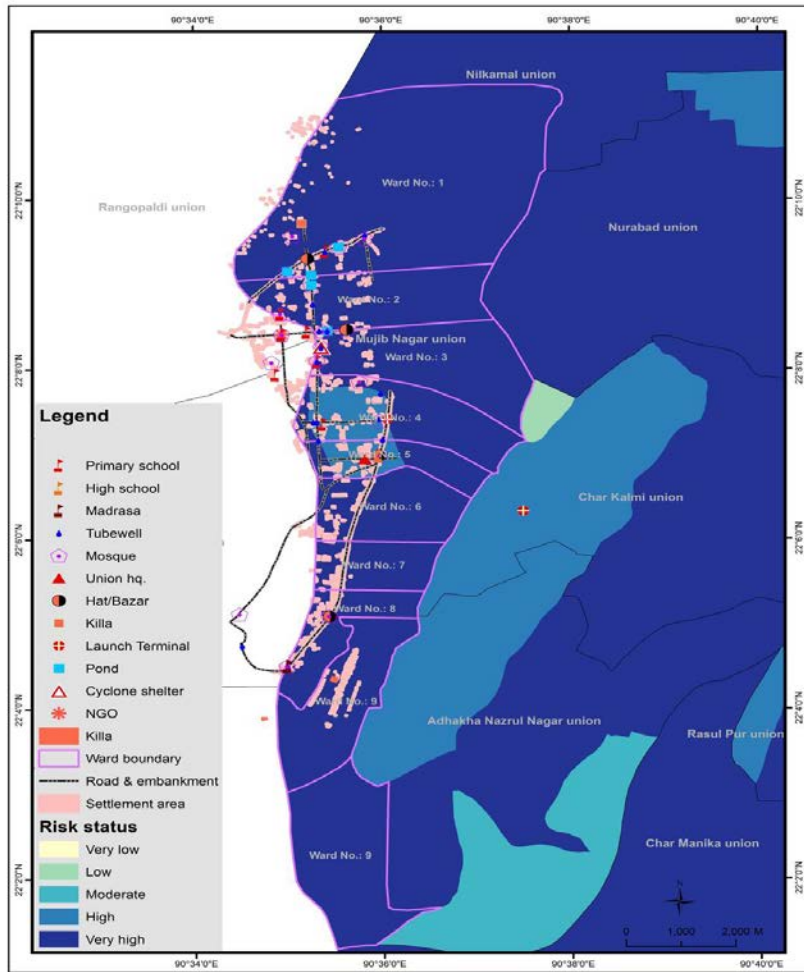 90°34'0"E 90°36'0"E 90°38'0"E 90°40'0"E
Nilkamal union
22°10'0"N
Ward No.: 1
22°10'0"N
Rangopaldi union
Nurabad union
Ward No.: 2
Mujib Nagar union
Ward No.: 3
22°8'0"N
22°8'0"N
Legend
Primary school
High school
Madrasa
Tubewell
Mosque
Union hq.
Hat/Bazar
Killa
Launch Terminal
Pond
Cyclone shelter
NGO
Killa
Ward boundary
Road & embankment
Settlement area
Risk status
Very low
Low
Moderate
High
Very high
Ward No.: 4
Ward No.: 5
Char Kalmi union
Ward No.: 6
22°6'0"N
22°6'0"N
Ward No.: 7
Ward No.: 8
Ward No.: 9
22°4'0"N
22°4'0"N
Adhakha Nazrul Nagar union
Rasul Pur union
Char Manika union
Ward No.: 9
22°2'0"N
22°2'0"N
N
0 1,000 2,000 M
90°34'0"E 90°36'0"E 90°38'0"E 90°40'0"E